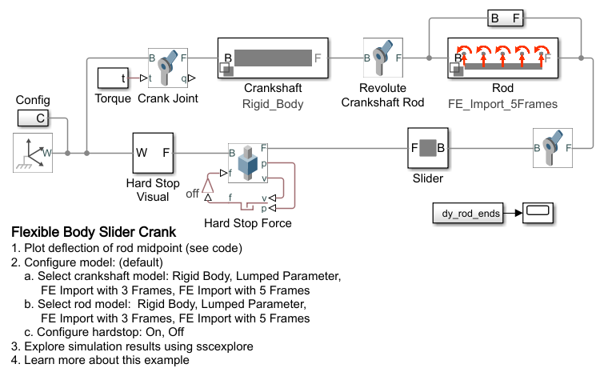 B F
B F
B F
B F
B F
t
t q
Torque Crank Joint
Crankshaft
Rigid_Body
Revolute
Crankshaft Rod
Rod
FE_Import_5Frames
Config
C
W
W F
Hard Stop
Visual
B F
p
v
f
off
f v
p
Hard Stop Force
F B
Slider
B F
dy_rod_ends
Flexible Body Slider Crank
1. Plot deflection of rod midpoint (see code)
2. Configure model: (default)
a. Select crankshaft model: Rigid Body, Lumped Parameter,
FE Import with 3 Frames, FE Import with 5 Frames
b. Select rod model: Rigid Body, Lumped Parameter,
FE Import with 3 Frames, FE Import with 5 Frames
c. Configure hardstop: On, Off
3. Explore simulation results using sscexplore
4. Learn more about this example